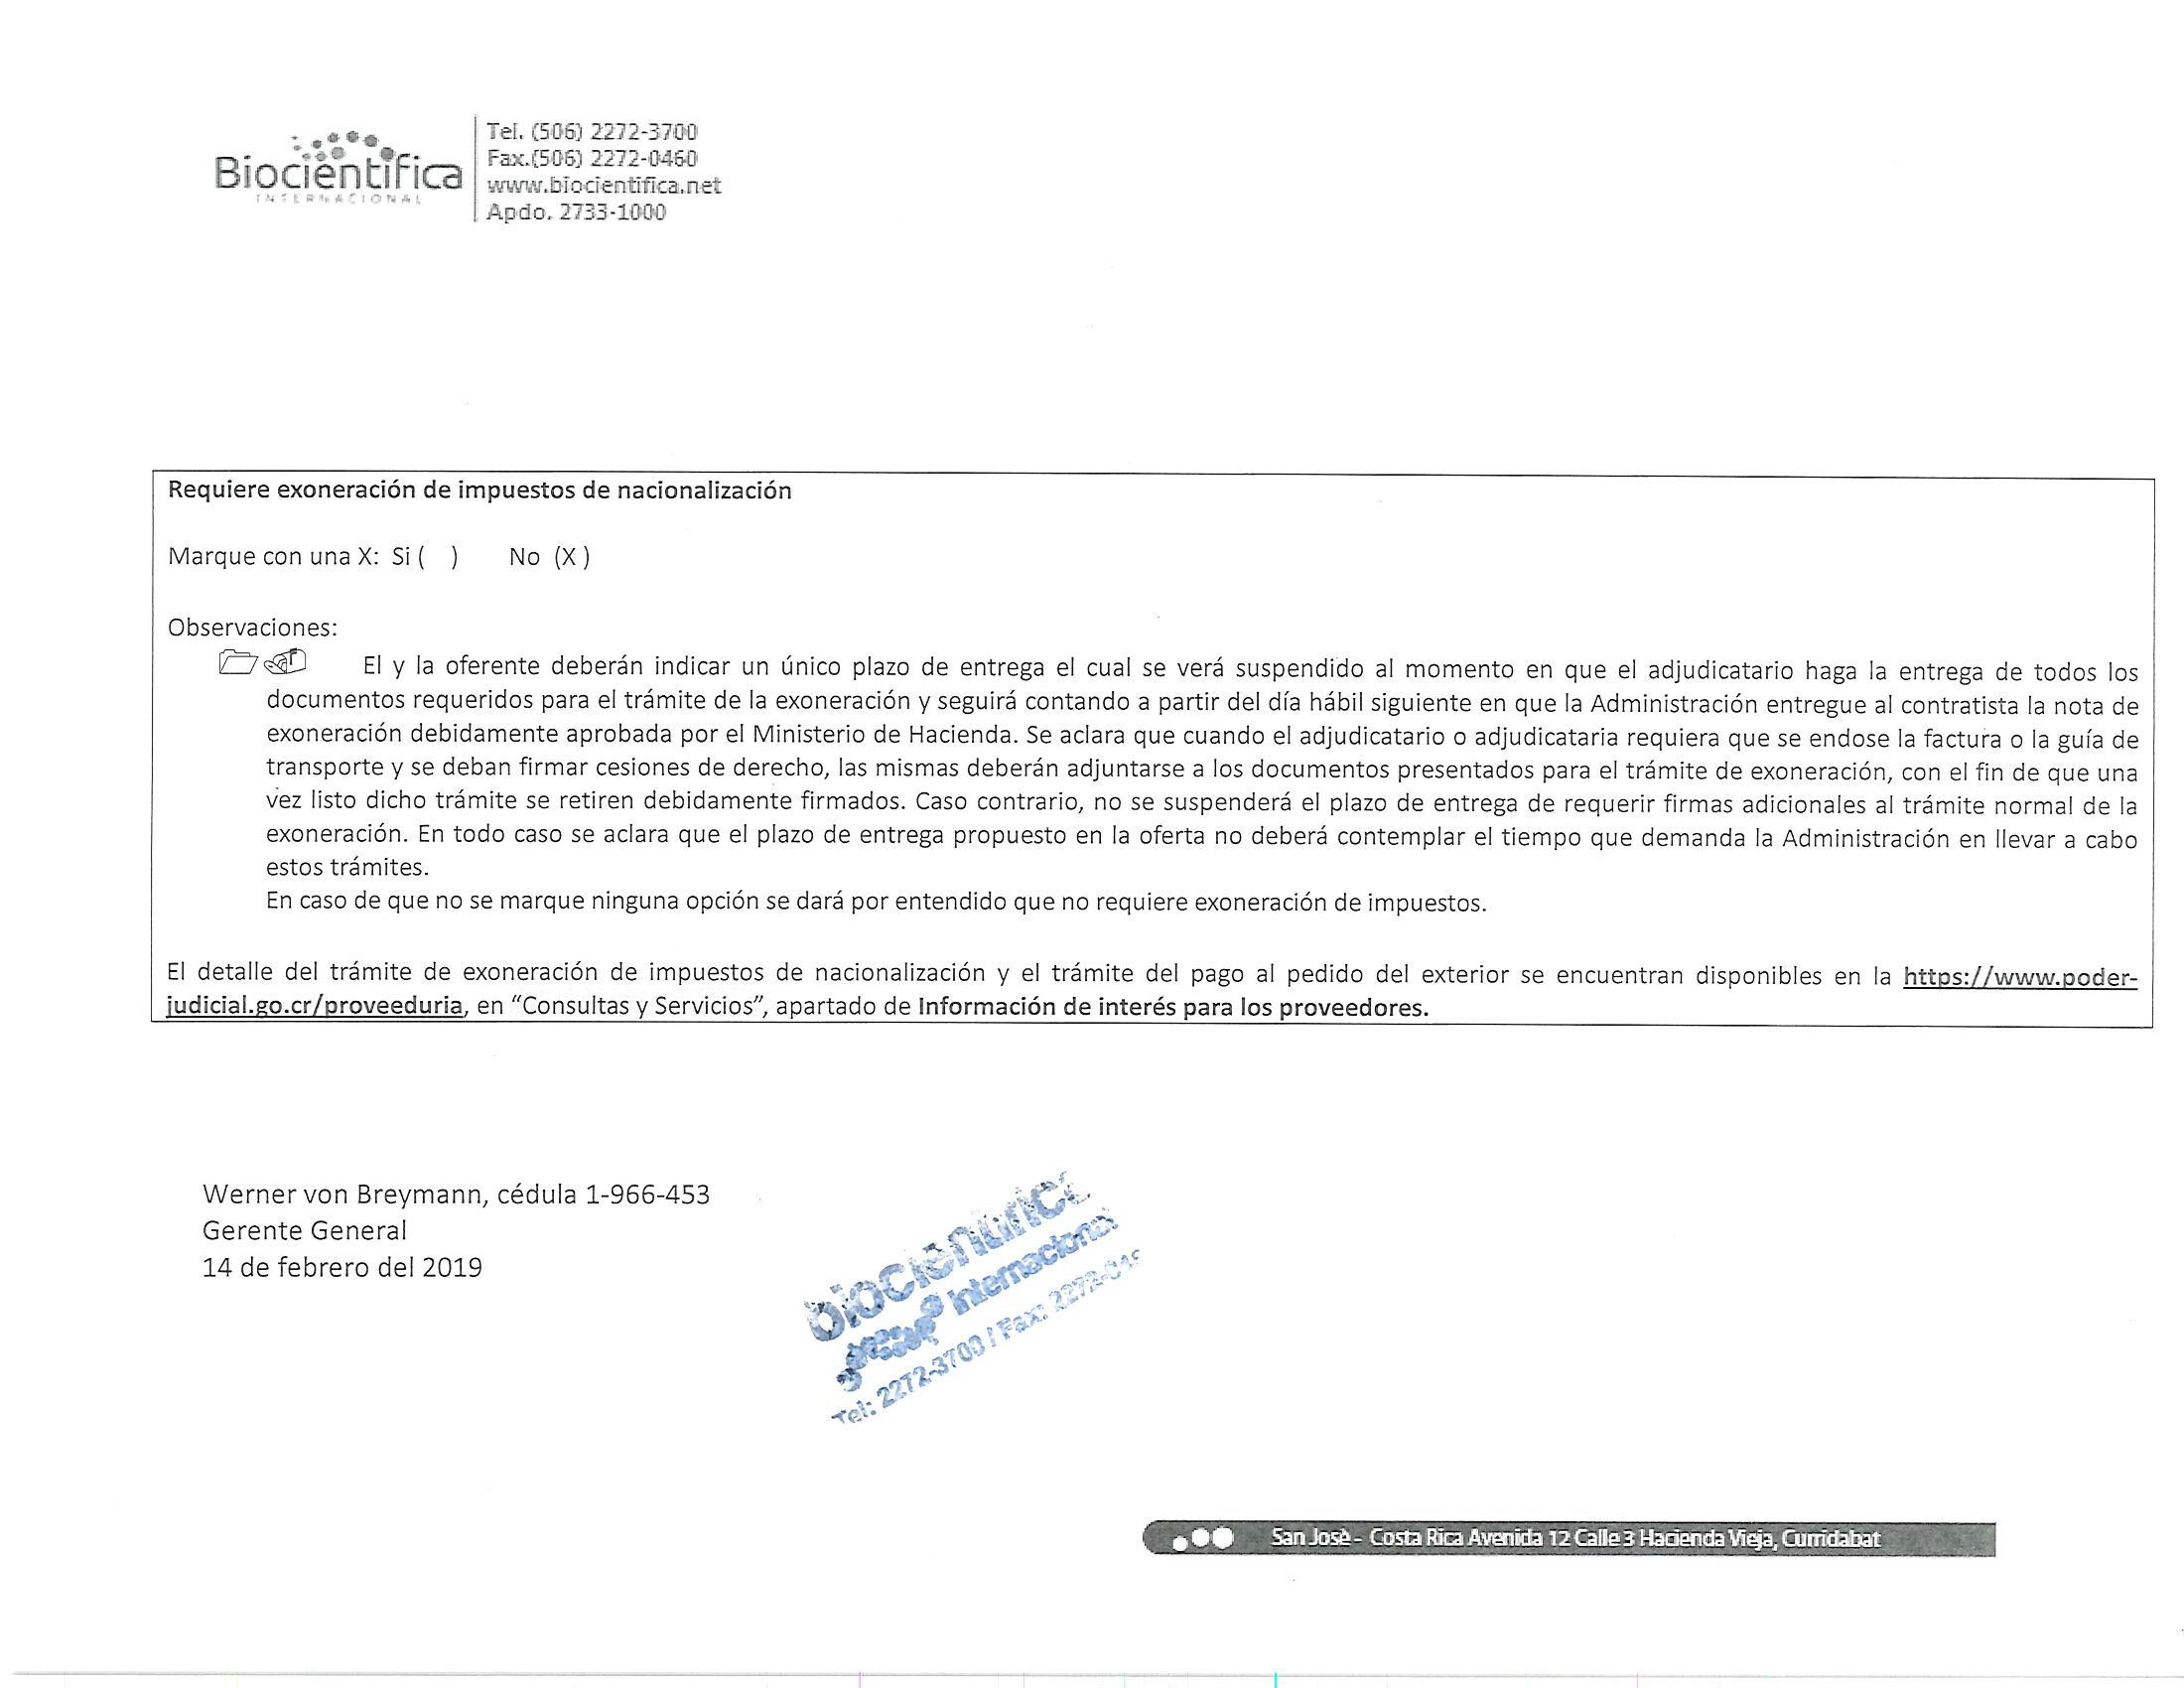 Biocientífica
INTERNACIONAL
Tel. (506) 2272-3700
Fax.(506) 2272-0460
www.biocientifica.net
Apdo. 2733-1000
Requiere exoneración de impuestos de nacionalización
Marque con una X: Si ( ) No (X )
Observaciones:
El y la oferente deberán indicar un único plazo de entrega el cual se verá suspendido al momento en que el adjudicatario haga la entrega de todos los
documentos requeridos para el trámite de la exoneración y seguirá contando a partir del día hábil siguiente en que la Administración entregue al contratista la nota de
exoneración debidamente aprobada por el Ministerio de Hacienda. Se aclara que cuando el adjudicatario o adjudicataria requiera que se endose la factura o la guía de
transporte y se deban firmar cesiones de derecho, las mismas deberán adjuntarse a los documentos presentados para el trámite de exoneración, con el fin de que una
vez listo dicho trámite se retiren debidamente firmados. Caso contrario, no se suspenderá el plazo de entrega de requerir firmas adicionales al trámite normal de la
exoneración. En todo caso se aclara que el plazo de entrega propuesto en la oferta no deberá contemplar el tiempo que demanda la Administración en llevar a cabo
estos trámites.
En caso de que no se marque ninguna opción se dará por entendido que no requiere exoneración de impuestos.
El detalle del trámite de exoneración de impuestos de nacionalización y el trámite del pago al pedido del exterior se encuentran disponibles en la https://www.poder-
judicial.go.cr/proveeduria, en “Consultas y Servicios”, apartado de Información de interés para los proveedores.
Werner von Breymann, cédula 1-966-453
Gerente General
14 de febrero del 2019
Internacional
Tel: 2272-3700 / Fax: 2272-04
San José - Costa Rica Avenida 12 Calle 3 Hacienda Vieja, Curridabat